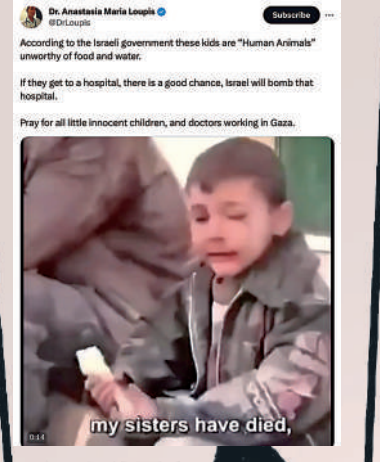 Dr. Anastasia Maria Loupis
Subscribe
@DrLoupis
According to the Israeli government these kids are "Human Animals"
unworthy of food and water.
If they get to a hospital, there is a good chance, Israel will bomb that
hospital.
Pray for all little innocent children, and doctors working in Gaza.
my sisters have died,
0:14